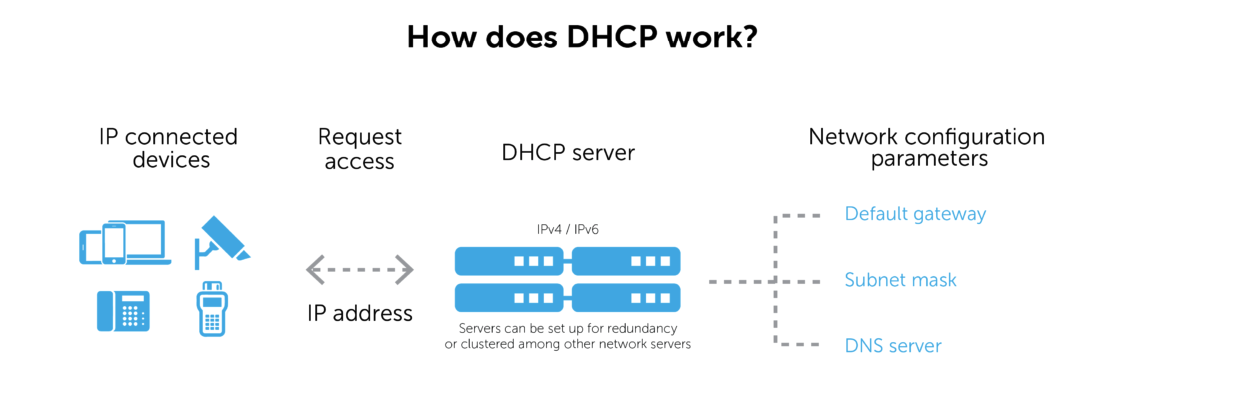 How does DHCP work?
IP connected
devices
Request
access
IP address
DHCP server
IPv4 / IPv6
Servers can be set up for redundancy
or clustered among other network servers
Network configuration
parameters
Default gateway
Subnet mask
DNS server